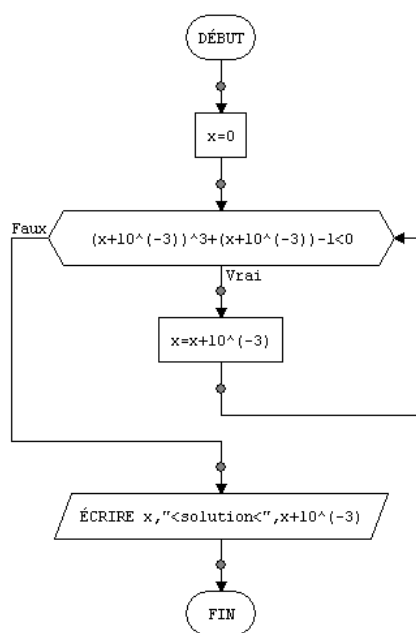 DÉBUT
x=0
Faux
(x+10^(-3))^3+(x+10^(-3))-1<0
Vrai
x=x+10^(-3)
ÉCRIRE x,"<solution<",x+10^(-3)
FIN